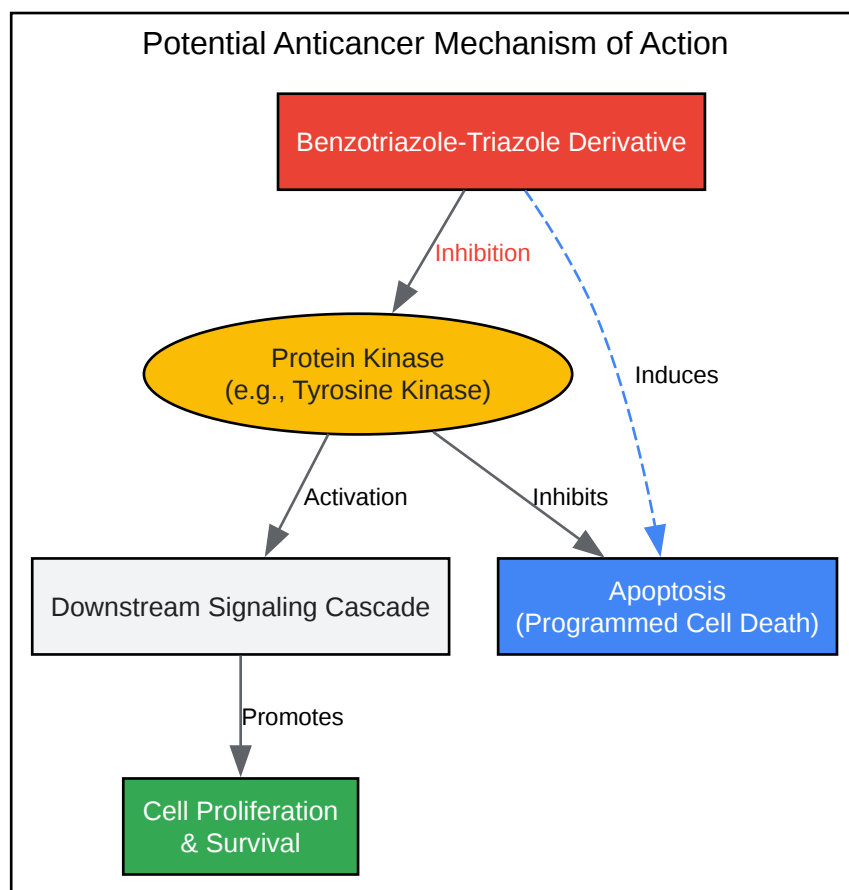 Potential Anticancer Mechanism of Action
Benzotriazole-Triazole Derivative
Inhibition
Protein Kinase
(e.g., Tyrosine Kinase)
Induces
Activation
Inhibits
Downstream Signaling Cascade
Apoptosis
(Programmed Cell Death)
Promotes
Cell Proliferation
& Survival